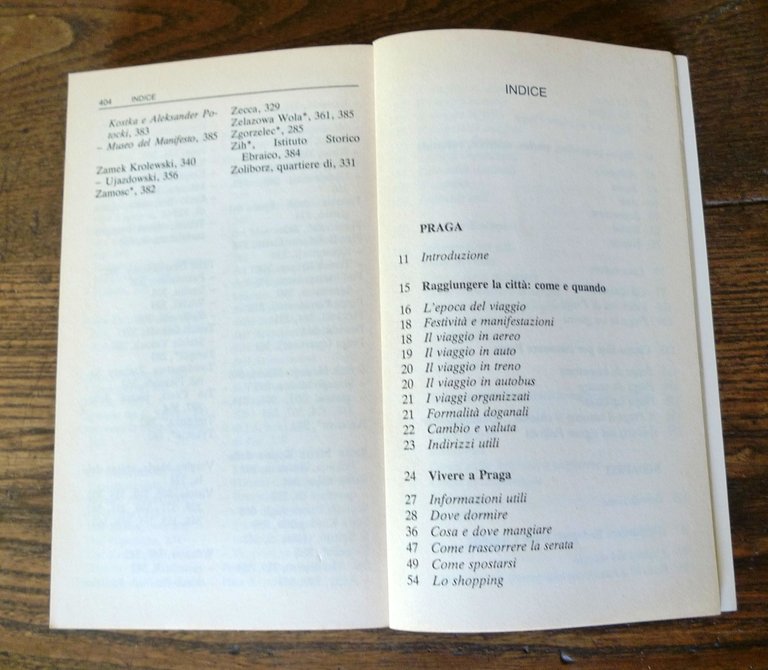 404 INDICE
Kostka e Aleksander Po-
tocki, 383
- Museo del Manifesto, 385
Zamek Krolewski, 340
- Ujazdowski, 356
Zamosc*, 382
Zecca, 329
Zelazowa Wola*, 361, 385
Zgorzelec*, 285
Zih*, Istituto Storico
Ebraico, 384
Zoliborz, quartiere di, 331
INDICE
PRAGA
11 Introduzione
15 Raggiungere la città: come e quando
16 L'epoca del viaggio
18 Festività e manifestazioni
18 Il viaggio in aereo
19 Il viaggio in auto
20 Il viaggio in treno
20 Il viaggio in autobus
21 I viaggi organizzati
21 Formalità doganali
22 Cambio e valuta
23 Indirizzi utili
24 Vivere a Praga
27 Informazioni utili
28 Dove dormire
36 Cosa e dove mangiare
47 Come trascorrere la serata
49 Come spostarsi
54 Lo shopping